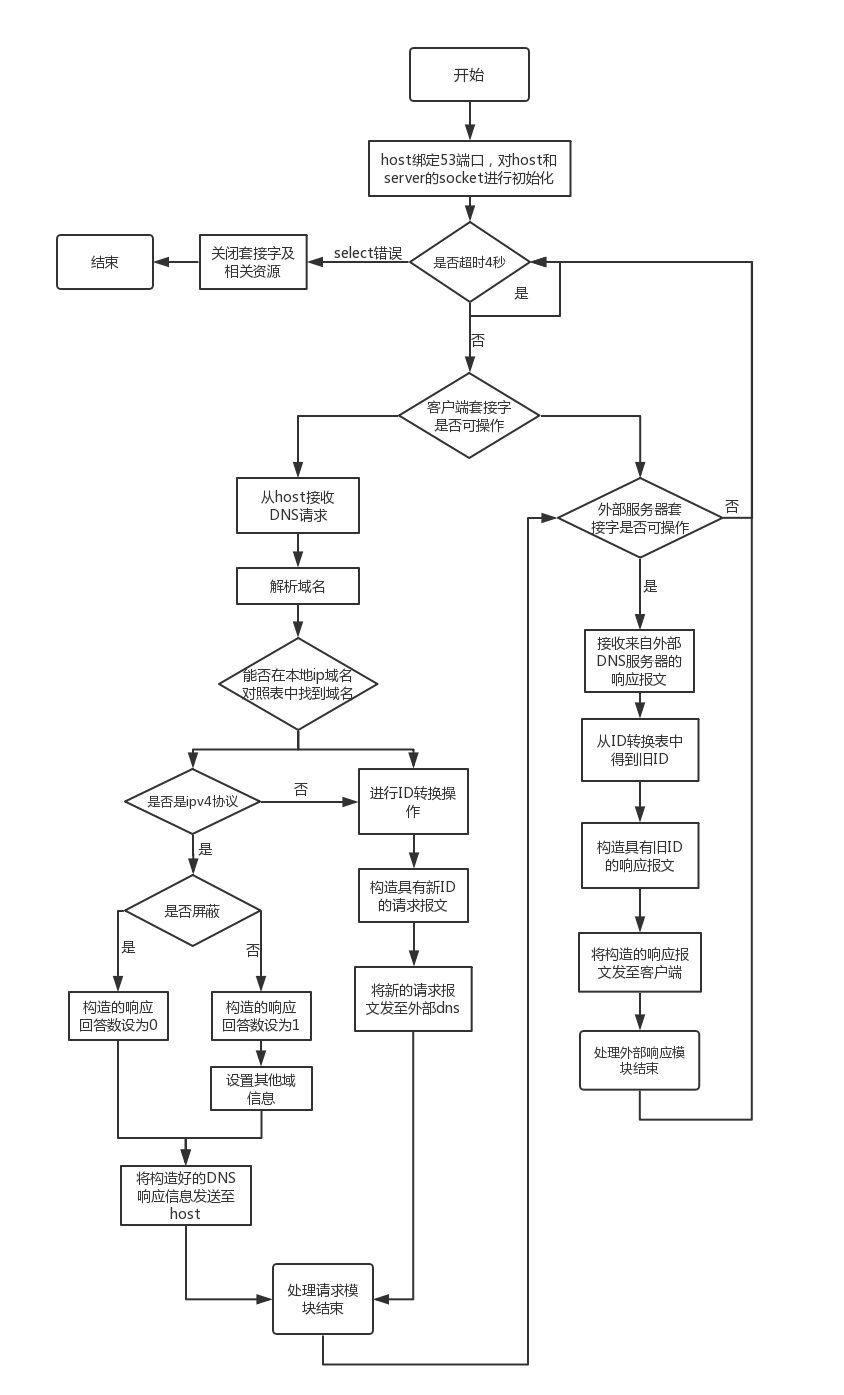 开始
host绑定53端口，对host和
server的socket进行初始化
是否超时4秒
select错误
关闭套接字及
相关资源
结束
是
否
客户端套接字
是否可操作
从host接收
DNS请求
解析域名
能否在本地ip域名
对照表中找到域名
是否是ipv4协议
否
是
是否屏蔽
是
否
构造的响应
回答数设为0
构造的响应
回答数设为1
设置其他域
信息
将构造好的DNS
响应信息发送至
host
进行ID转换操
作
构造具有新ID
的请求报文
将新的请求报
文发至外部dns
处理请求模
块结束
外部服务器套
接字是否可操作
否
是
接收来自外部
DNS服务器的
响应报文
从ID转换表中
得到旧ID
构造具有旧ID
的响应报文
将构造的响应报
文发至客户端
处理外部响应模
块结束